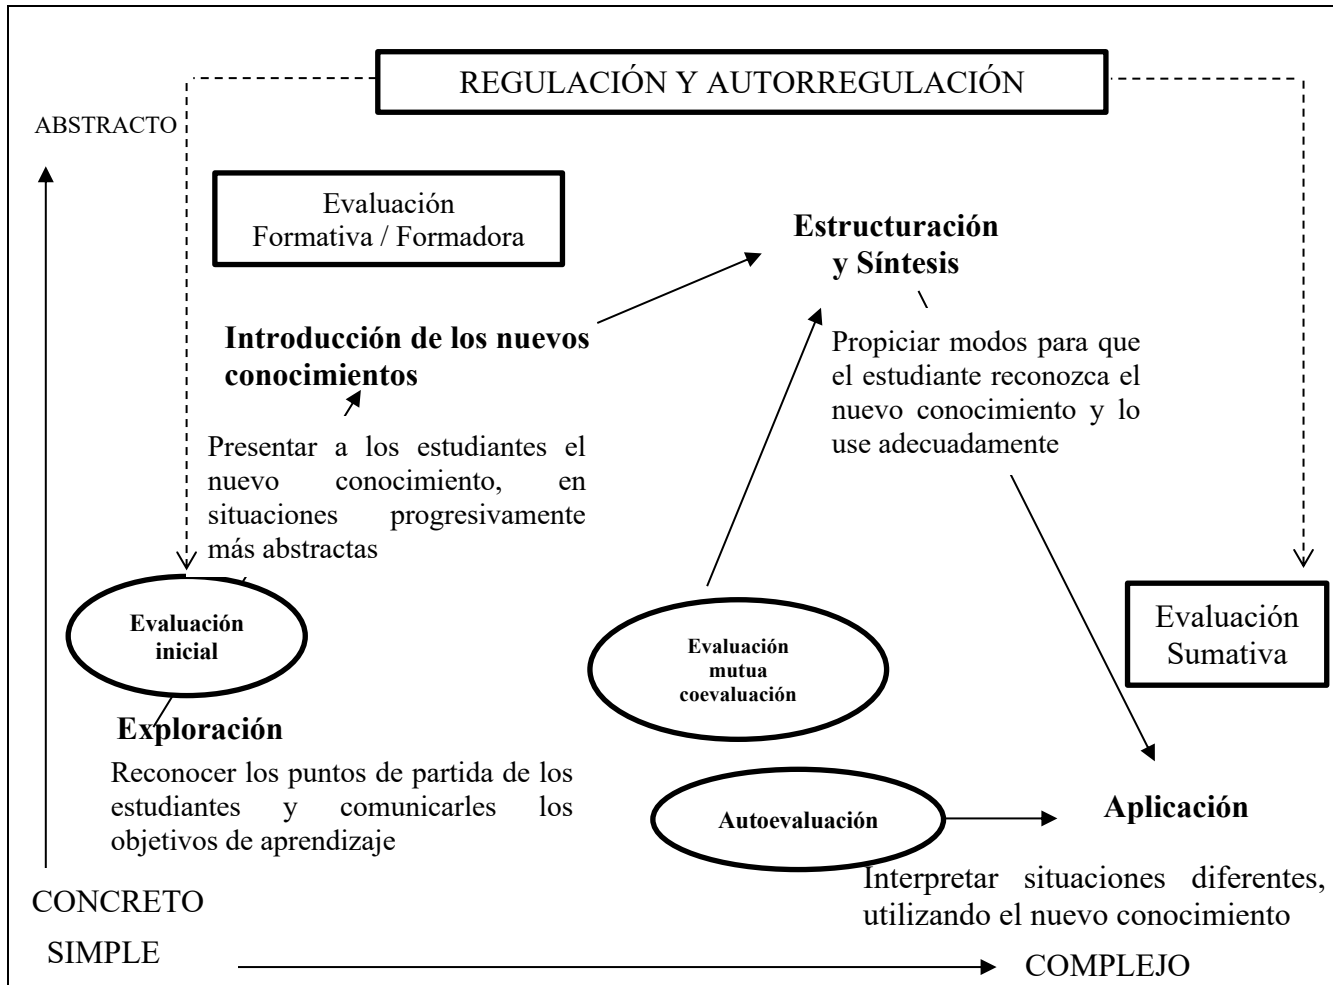 REGULACIÓN Y AUTORREGULACIÓN
ABSTRACTO
Evaluación
Formativa / Formadora
Estructuración
y Síntesis
Introducción de los nuevos
conocimientos
Propiciar modos para que
el estudiante reconozca el
nuevo conocimiento y lo
use adecuadamente
Presentar a los estudiantes el
nuevo conocimiento, en
situaciones progresivamente
más abstractas
Evaluación
inicial
Evaluación
mutua
coevaluación
Evaluación
Sumativa
Exploración
Reconocer los puntos de partida de los
estudiantes y comunicarles los
objetivos de aprendizaje
Autoevaluación
Aplicación
Interpretar situaciones diferentes,
utilizando el nuevo conocimiento
CONCRETO
SIMPLE
COMPLEJO